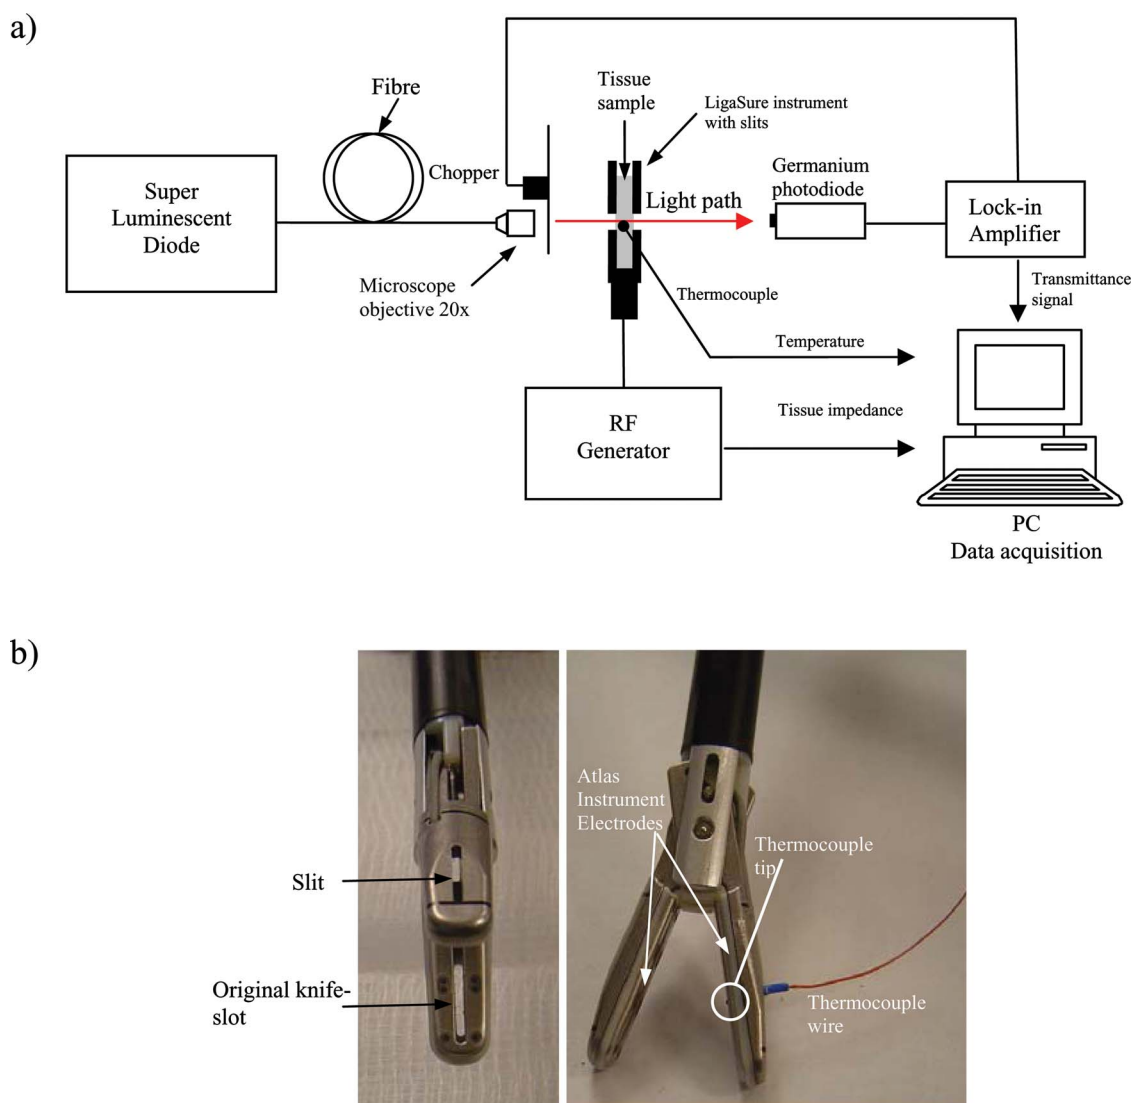 a)
Fibre
Tissue
sample
LigaSure instrument
with slits
Chopper
Germanium
photodiode
Super
Luminescent
Diode
Light path
Lock-in
Amplifier
Microscope
objective 20x
Thermocouple
Transmittance
signal
Temperature
RF
Generator
Tissue impedance
PC
Data acquisition
b)
Atlas
Instrument
Electrodes
Thermocouple
tip
Slit
Original knife-
slot
Thermocouple
wire